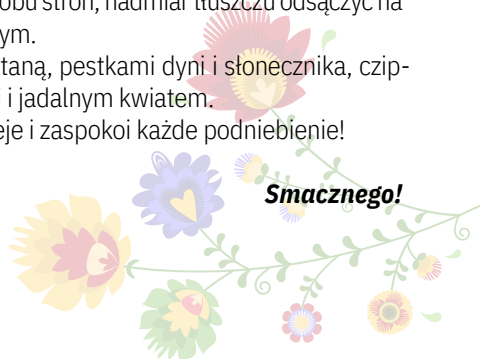 obu stron, nadmiar tłuszczu odsączyć na
ym.
taną, pestkami dyni i słonecznika, czip-
i i jadalnym kwiatem.
eje i zaspokoi każde podniebienie!
Smacznego!